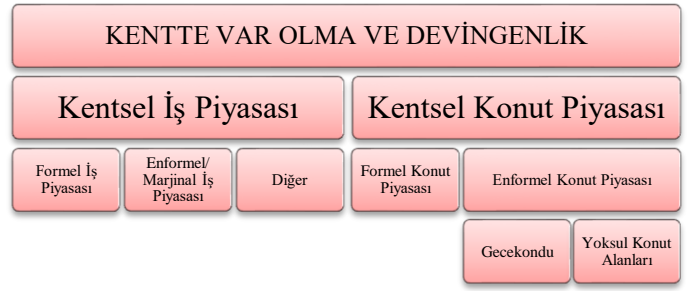 KENTTE VAR OLMA VE DEVİNGENLİK
Kentsel İş Piyasası
Kentsel Konut Piyasası
Formel İş
Piyasası
Enformel/
Marjinal İş
Piyasası
Diğer
Formel Konut
Piyasası
Enformel Konut Piyasası
Gecekondu
Yoksul Konut
Alanları